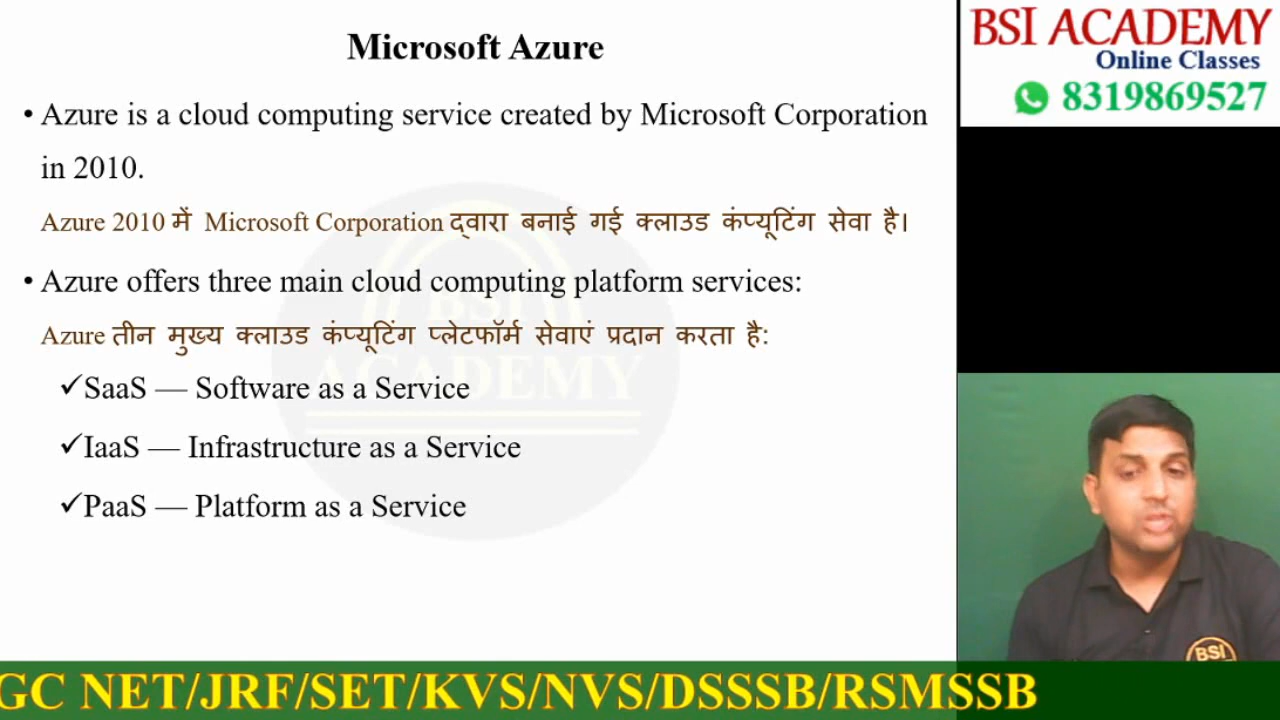 Microsoft Azure
• Azure is a cloud computing service created by Microsoft Corporation
in 2010.
Azure 2010 में Microsoft Corporation द्वारा बनाई गई क्लाउड कंप्यूटिंग सेवा है।
• Azure offers three main cloud computing platform services:
Azure तीन मुख्य क्लाउड कंप्यूटिंग प्लेटफॉर्म सेवाएं प्रदान करता है:
✓SaaS — Software as a Service
✓IaaS — Infrastructure as a Service
✓PaaS — Platform as a Service
BSI
ACADEMY
BSI ACADEMY
Online Classes
8319869527
BSI
GC NET/JRF/SET/KVS/NVS/DSSSB/RSMSSB